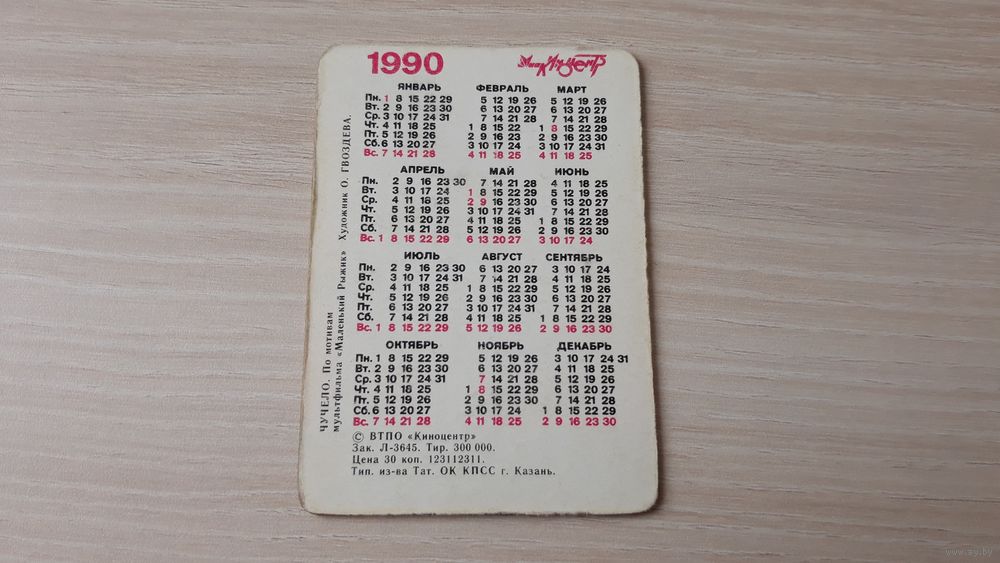 1990 МоскКиноцентр
ЯНВАРЬ ФЕВРАЛЬ МАРТ
Пн. 1 8 15 22 29 5 12 19 26 5 12 19 26
Вт. 2 9 16 23 30 6 13 20 27 6 13 20 27
Ср. 3 10 17 24 31 7 14 21 28 7 14 21 28
Чт. 4 11 18 25 1 8 15 22 1 8 15 22 29
Пт. 5 12 19 26 2 9 16 23 2 9 16 23 30
Сб. 6 13 20 27 3 10 17 24 3 10 17 24 31
Вс. 7 14 21 28 4 11 18 25 4 11 18 25
АПРЕЛЬ МАЙ ИЮНЬ
Пн. 2 9 16 23 30 7 14 21 28 4 11 18 25
Вт. 3 10 17 24 1 8 15 22 29 5 12 19 26
Ср. 4 11 18 25 2 9 16 23 30 6 13 20 27
Чт. 5 12 19 26 3 10 17 24 31 7 14 21 28
Пт. 6 13 20 27 4 11 18 25 1 8 15 22 29
Сб. 7 14 21 28 5 12 19 26 2 9 16 23 30
Вс. 1 8 15 22 29 6 13 20 27 3 10 17 24
ИЮЛЬ АВГУСТ СЕНТЯБРЬ
Пн. 2 9 16 23 30 6 13 20 27 3 10 17 24
Вт. 3 10 17 24 31 7 14 21 28 4 11 18 25
Ср. 4 11 18 25 1 8 15 22 29 5 12 19 26
Чт. 5 12 19 26 2 9 16 23 30 6 13 20 27
Пт. 6 13 20 27 3 10 17 24 31 7 14 21 28
Сб. 7 14 21 28 4 11 18 25 1 8 15 22 29
Вс. 1 8 15 22 29 5 12 19 26 2 9 16 23 30
ОКТЯБРЬ НОЯБРЬ ДЕКАБРЬ
Пн. 1 8 15 22 29 5 12 19 26 3 10 17 24 31
Вт. 2 9 16 23 30 6 13 20 27 4 11 18 25
Ср. 3 10 17 24 31 7 14 21 28 5 12 19 26
Чт. 4 11 18 25 1 8 15 22 29 6 13 20 27
Пт. 5 12 19 26 2 9 16 23 30 7 14 21 28
Сб. 6 13 20 27 3 10 17 24 1 8 15 22 29
Вс. 7 14 21 28 4 11 18 25 2 9 16 23 30
© ВТПО «Киноцентр»
Зак. Л-3645. Тир. 300 000.
Цена 30 коп. 123112311.
Тип. из-ва Тат. ОК КПСС г. Казань.
ЧУЧЕЛО. По мотивам
мультфильма «Маленький Рыжик» Художник О. ГВОЗДЕВА.
www.ay.by